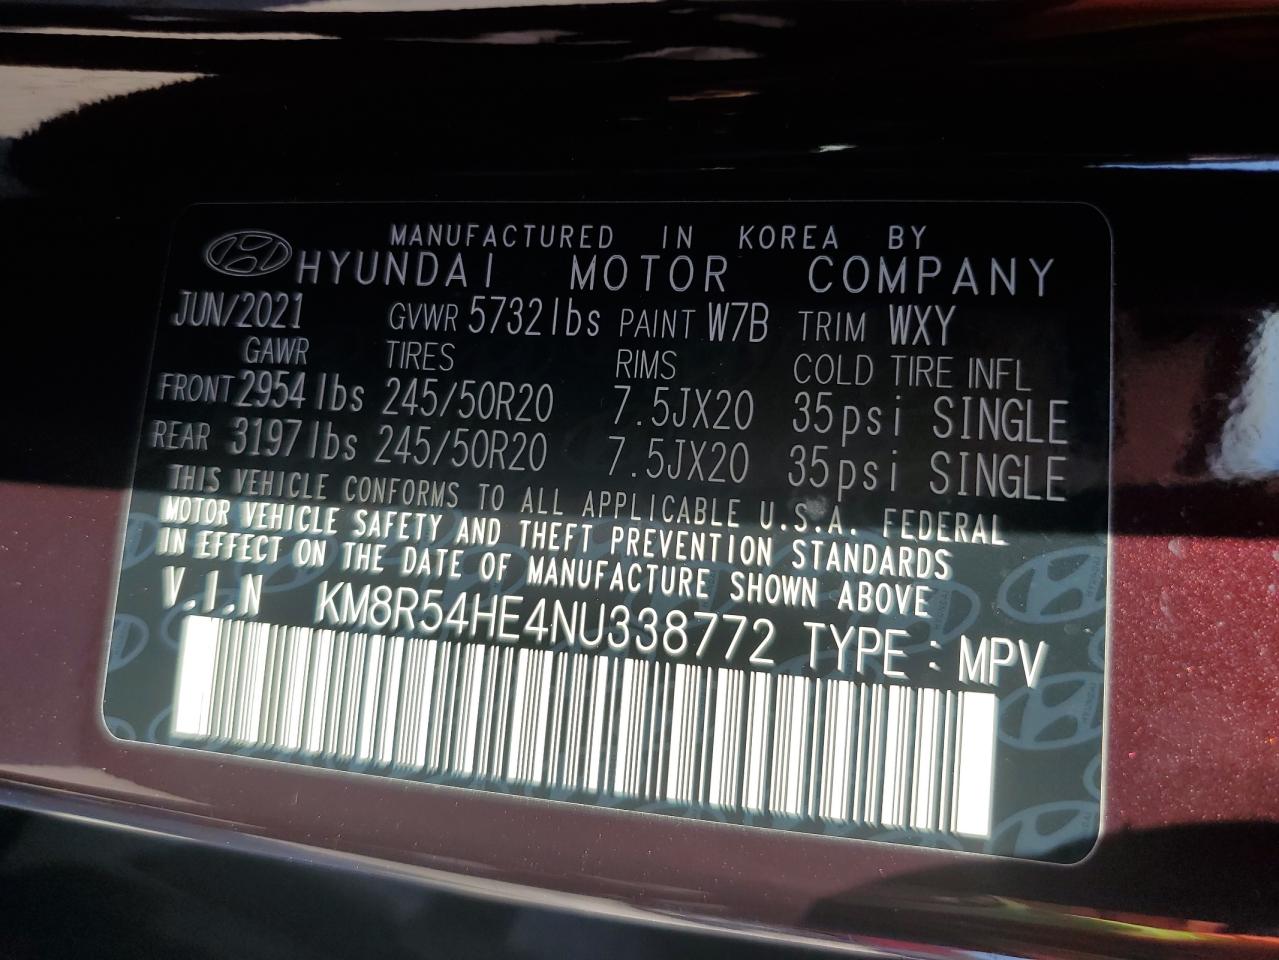 MANUFACTURED IN KOREA BY
HYUNDAI MOTOR COMPANY
JUN/2021 GVWR 5732lbs PAINT W7B TRIM WXY
GAWR TIRES RIMS COLD TIRE INFL
FRONT 2954lbs 245/50R20 7.5JX20 35psi SINGLE
REAR 3197lbs 245/50R20 7.5JX20 35psi SINGLE
THIS VEHICLE CONFORMS TO ALL APPLICABLE U.S.A. FEDERAL
MOTOR VEHICLE SAFETY AND THEFT PREVENTION STANDARDS
IN EFFECT ON THE DATE OF MANUFACTURE SHOWN ABOVE
V.I.N KM8R54HE4NU338772 TYPE : MPV